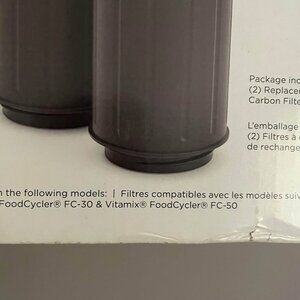 Package inc
(2) Replace
Carbon Filte
L'emballage
(2) Filtres à
de rechange
n the following models: | Filtres compatibles avec les modèles suiv
FoodCycler® FC-30 & Vitamix® FoodCycler® FC-50